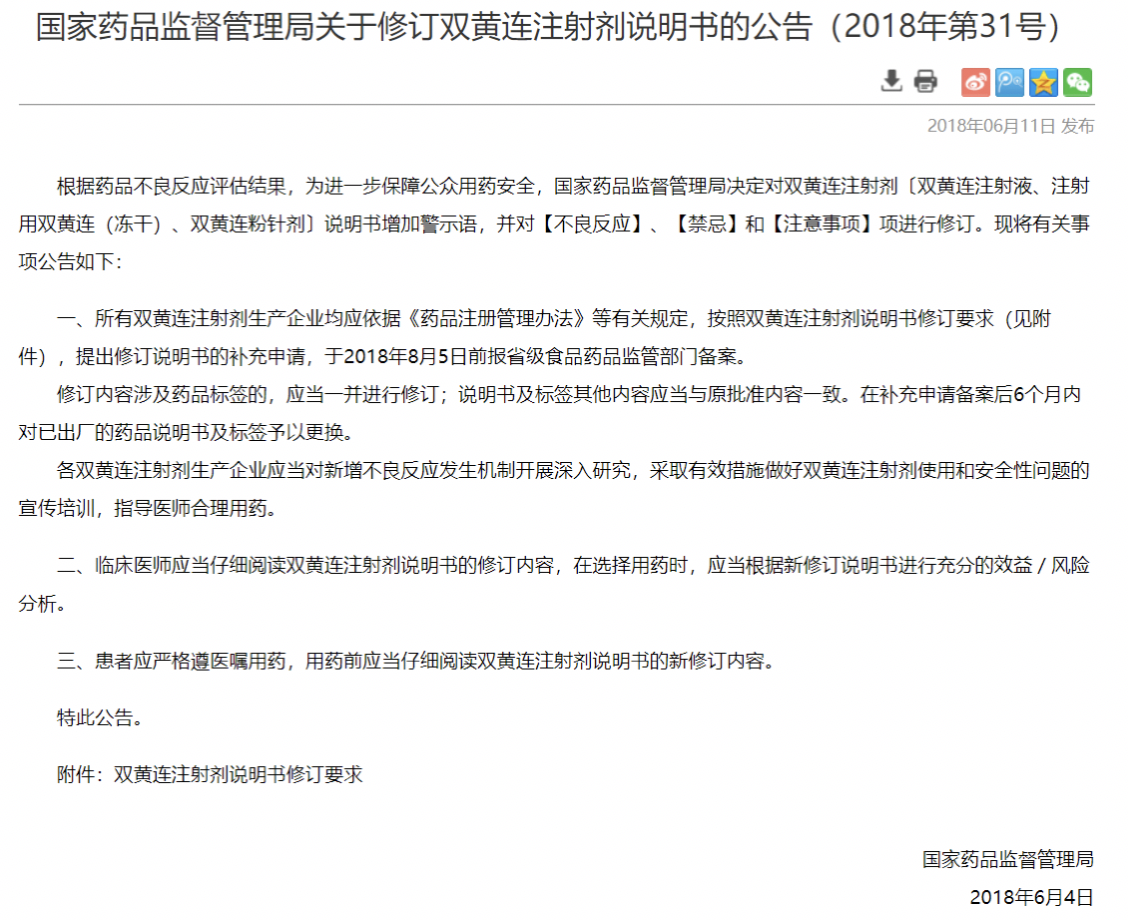 国家药品监督管理局关于修订双黄连注射剂说明书的公告（2018年第31号）
2018年06月11日 发布
根据药品不良反应评估结果，为进一步保障公众用药安全，国家药品监督管理局决定对双黄连注射剂〔双黄连注射液、注射
用双黄连（冻干）、双黄连粉针剂〕说明书增加警示语，并对【不良反应】、【禁忌】和【注意事项】项进行修订。现将有关事
项公告如下：
一、所有双黄连注射剂生产企业均应依据《药品注册管理办法》等有关规定，按照双黄连注射剂说明书修订要求（见附
件），提出修订说明书的补充申请，于2018年8月5日前报省级食品药品监管部门备案。
修订内容涉及药品标签的，应当一并进行修订；说明书及标签其他内容应当与原批准内容一致。在补充申请备案后6个月内
对已出厂的药品说明书及标签予以更换。
各双黄连注射剂生产企业应当对新增不良反应发生机制开展深入研究，采取有效措施做好双黄连注射剂使用和安全性问题的
宣传培训，指导医师合理用药。
二、临床医师应当仔细阅读双黄连注射剂说明书的修订内容，在选择用药时，应当根据新修订说明书进行充分的效益／风险
分析。
三、患者应严格遵医嘱用药，用药前应当仔细阅读双黄连注射剂说明书的新修订内容。
特此公告。
附件：双黄连注射剂说明书修订要求
国家药品监督管理局
2018年6月4日